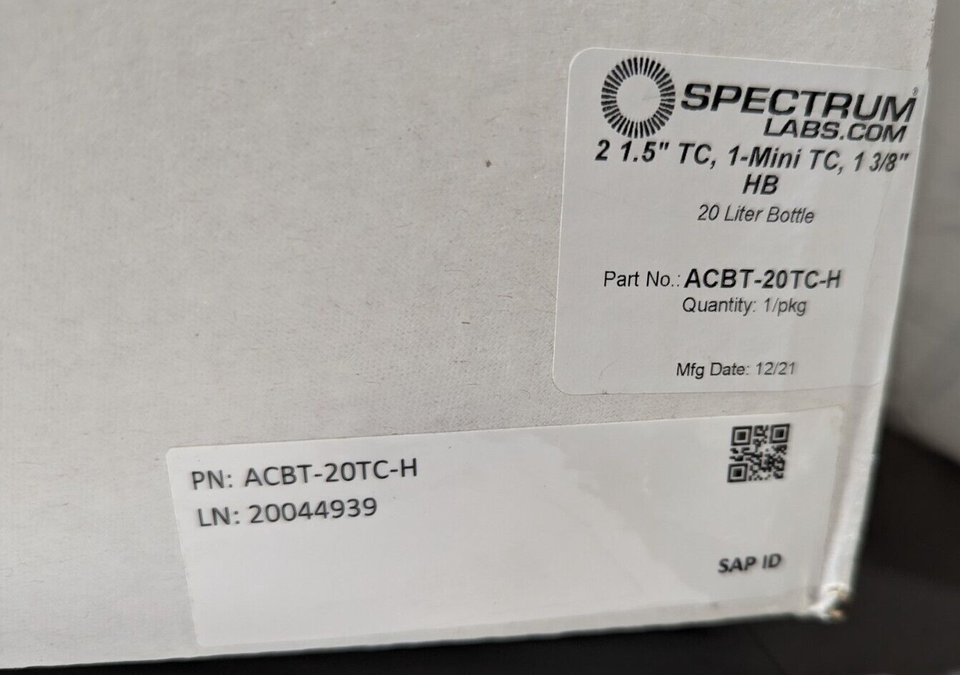 SPECTRUM®
LABS.COM
2 1.5" TC, 1-Mini TC, 1 3/8"
HB
20 Liter Bottle
Part No.: ACBT-20TC-H
Quantity: 1/pkg
Mfg Date: 12/21
PN: ACBT-20TC-H
LN: 20044939
SAP ID